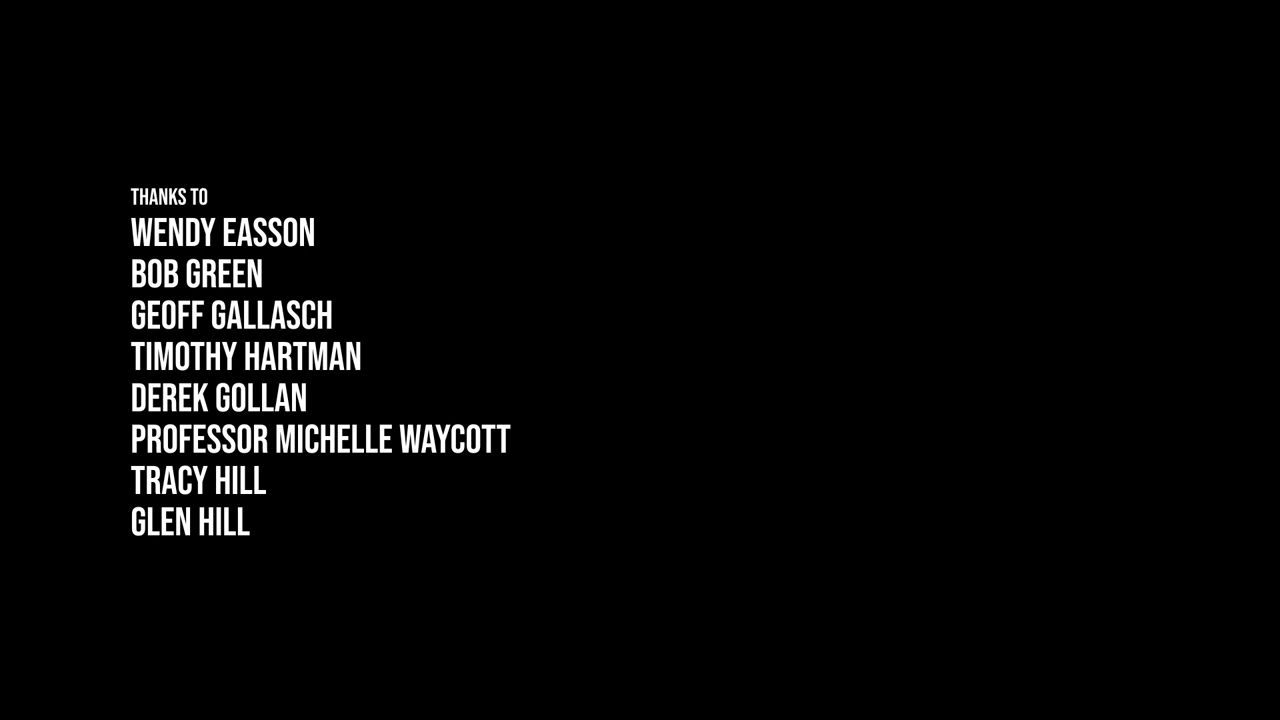 THANKS TO
WENDY EASSON
BOB GREEN
GEOFF GALLASCH
TIMOTHY HARTMAN
DEREK GOLLAN
PROFESSOR MICHELLE WAYCOTT
TRACY HILL
GLEN HILL